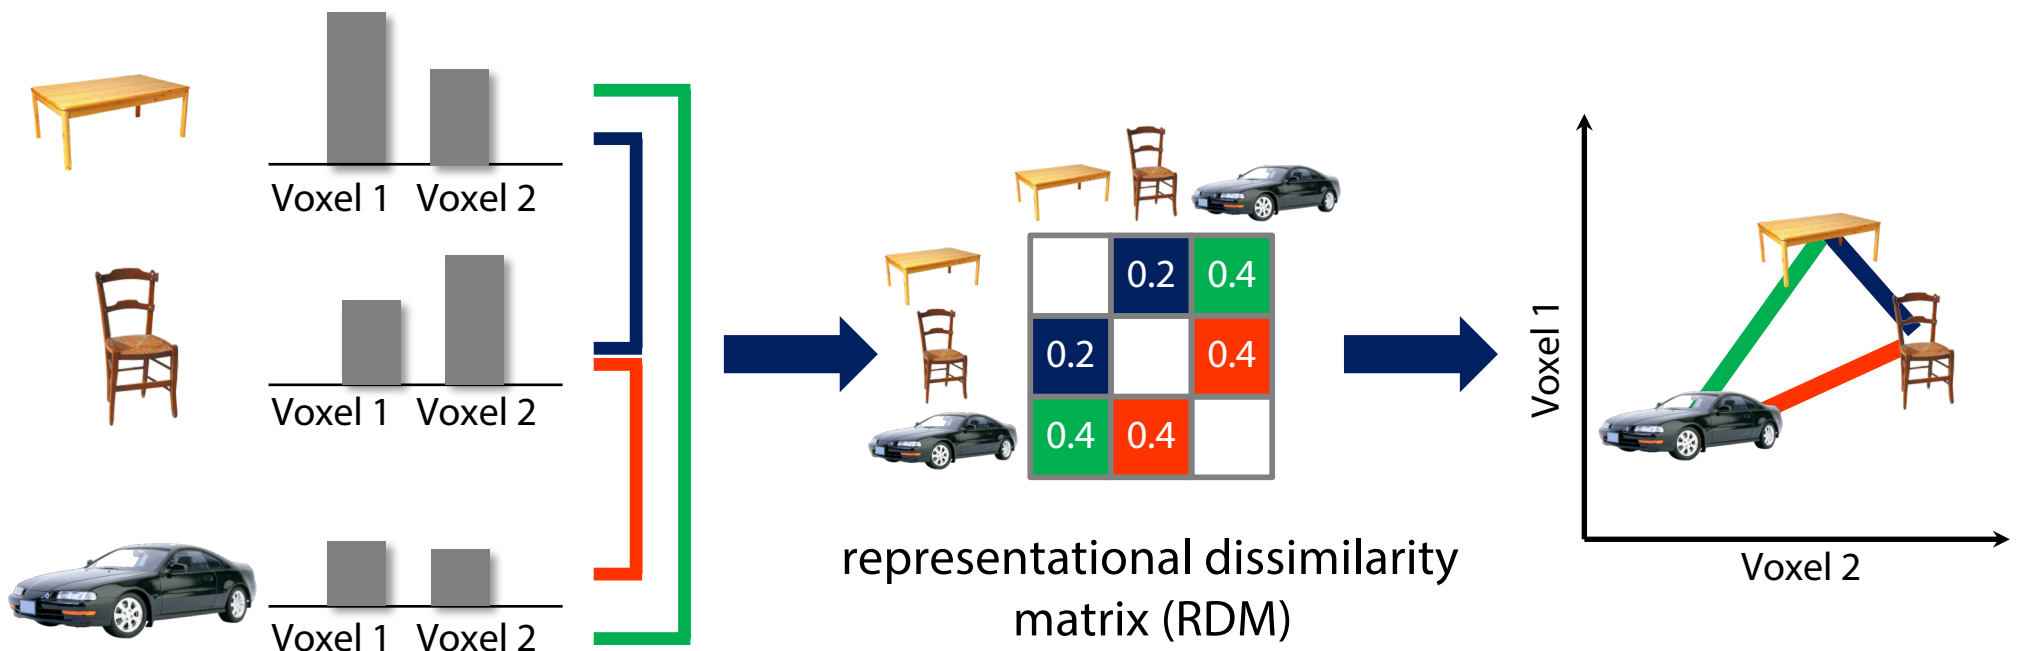 Voxel 1 Voxel 2
Voxel 1 Voxel 2
Voxel 1 Voxel 2
0.2 0.4
0.2 0.4
0.4 0.4
representational dissimilarity
matrix (RDM)
Voxel 1
Voxel 2